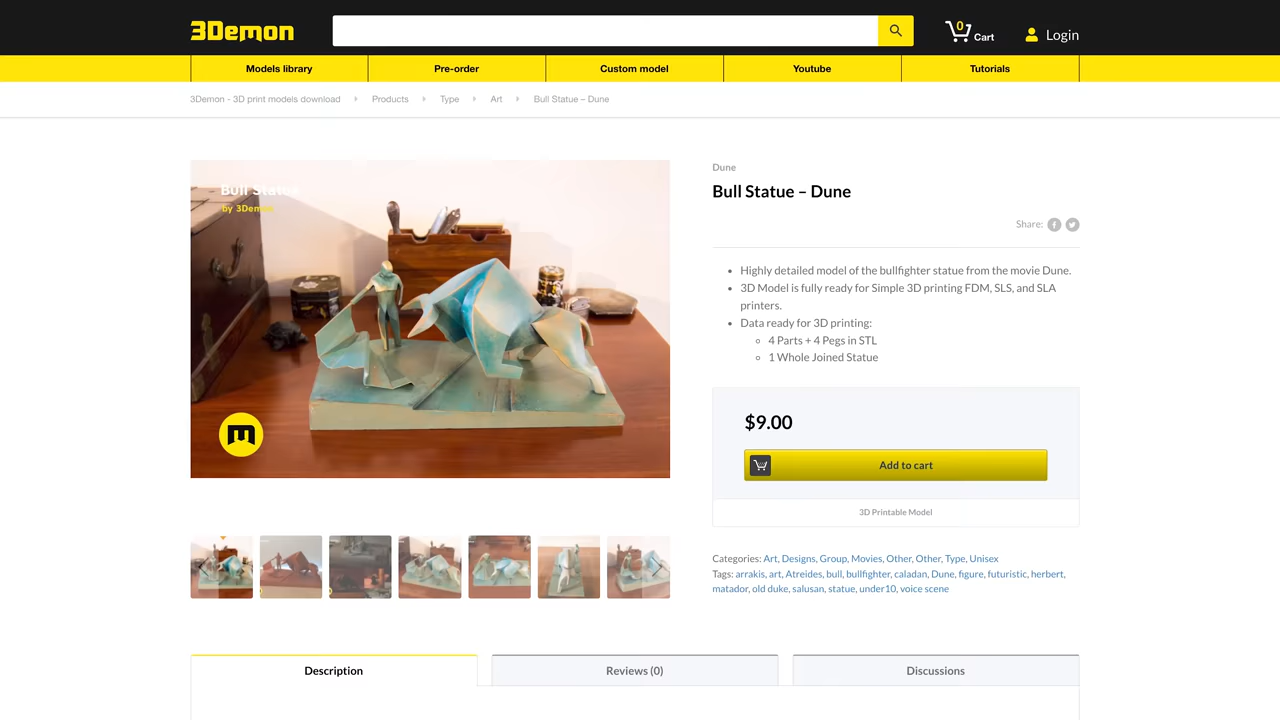 3Demon
0
Cart
Login
Models library
Pre-order
Custom model
Youtube
Tutorials
3Demon - 3D print models download
Products
Type
Art
Bull Statue – Dune
Bull Statue
by 3Demon
Dune
Bull Statue – Dune
Share:
Highly detailed model of the bullfighter statue from the movie Dune.
3D Model is fully ready for Simple 3D printing FDM, SLS, and SLA
printers.
Data ready for 3D printing:
4 Parts + 4 Pegs in STL
1 Whole Joined Statue
$9.00
Add to cart
3D Printable Model
Categories: Art, Designs, Group, Movies, Other, Other, Type, Unisex
Tags: arrakis, art, Atreides, bull, bullfighter, caladan, Dune, figure, futuristic, herbert,
matador, old duke, salusan, statue, under10, voice scene
Description
Reviews (0)
Discussions